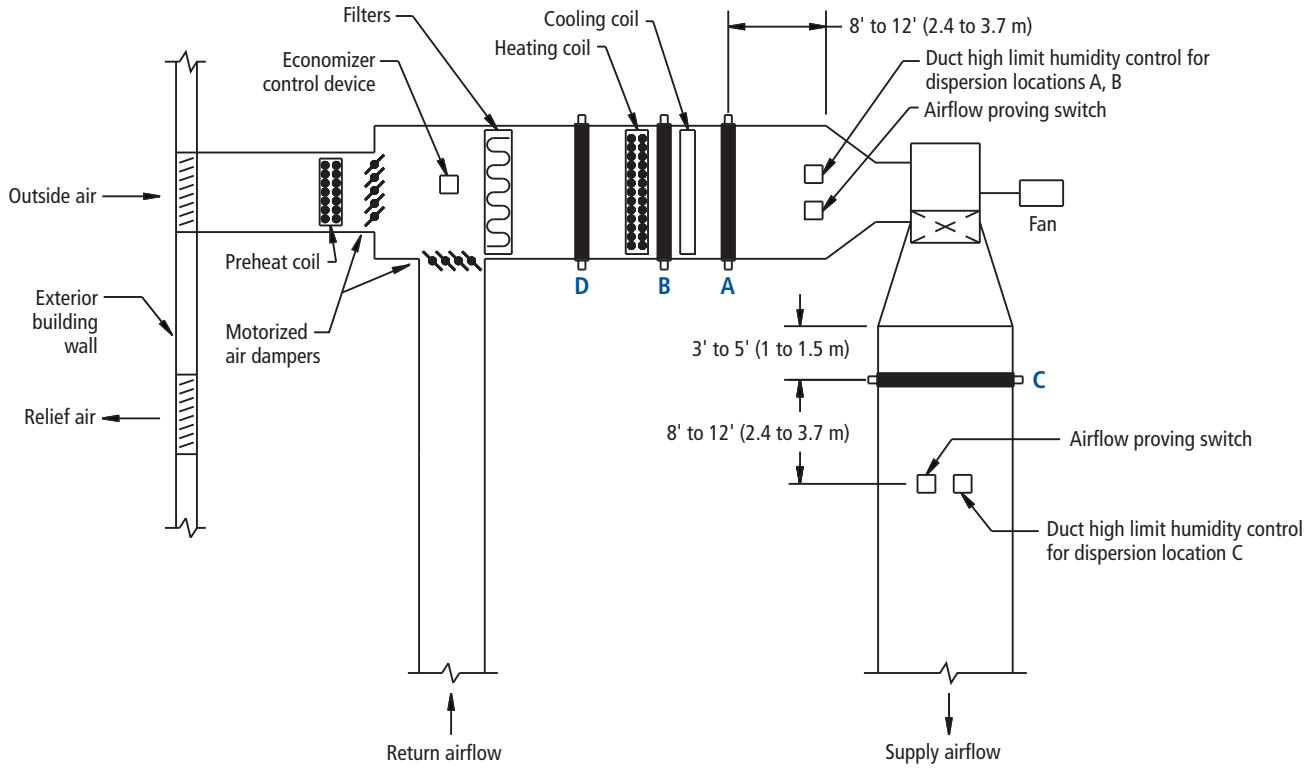 Filters
Cooling coil
8' to 12' (2.4 to 3.7 m)
Heating coil
Economizer
control device
Duct high limit humidity control for
dispersion locations A, B
Airflow proving switch
Outside air
Fan
Preheat coil
D
B
A
Exterior
building
wall
Motorized
air dampers
3' to 5' (1 to 1.5 m)
C
Relief air
8' to 12' (2.4 to 3.7 m)
Airflow proving switch
Duct high limit humidity control
for dispersion location C
Return airflow
Supply airflow